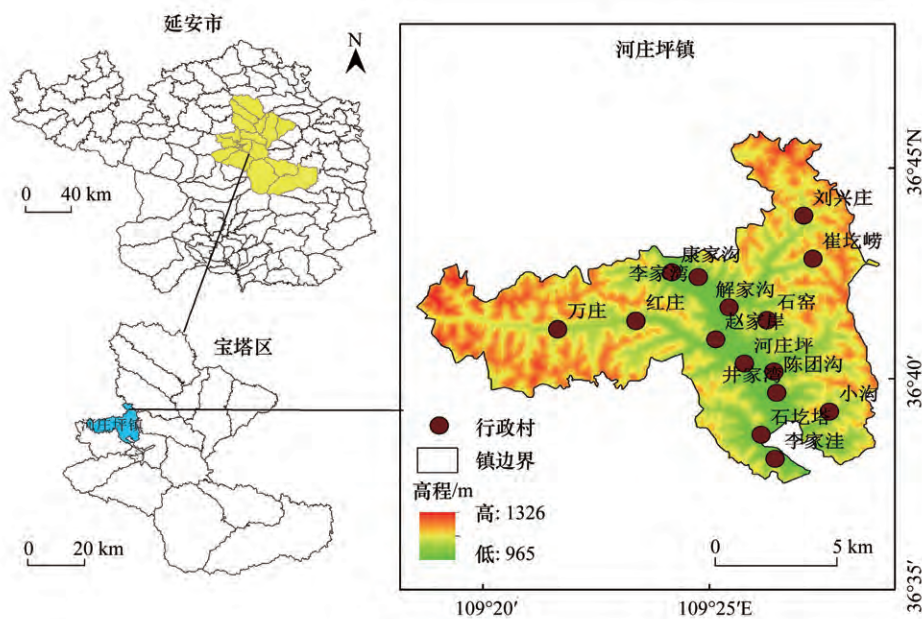 延安市
N
0 40 km
宝塔区
河庄坪镇
0 20 km
河庄坪镇
刘兴庄
崔圪崂
康家沟
李家湾
解家沟
石窑
万庄
红庄
赵家岸
河庄坪
陈团沟
井家湾
小沟
石圪塔
李家洼
行政村
镇边界
高程/m
高: 1326
低: 965
0 5 km
36°45′N
36°40′
36°35′
109°20′
109°25′E